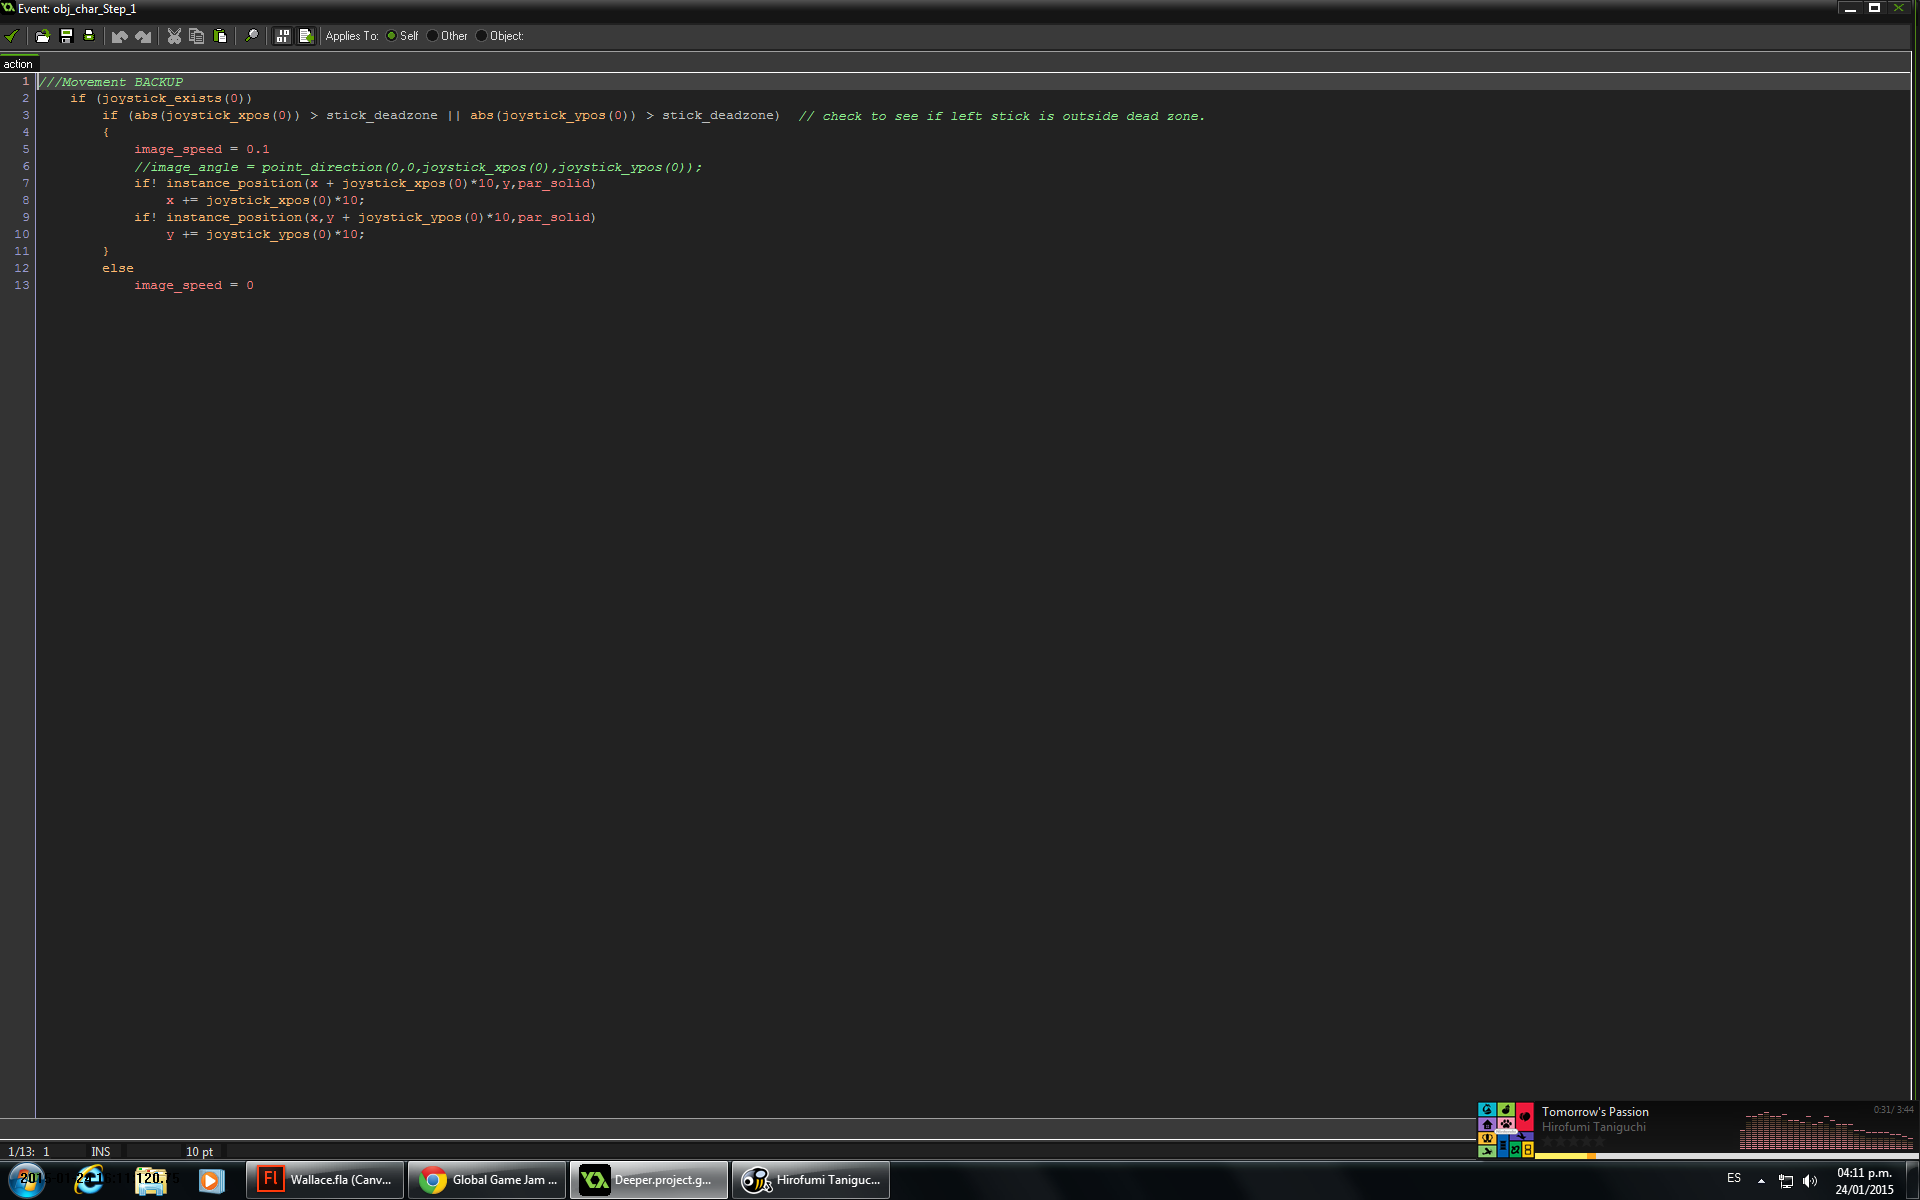 Event: obj_char_Step_1
Applies To: Self Other Object:
action
1 ///Movement BACKUP
2 if (joystick_exists(0))
3 if (abs(joystick_xpos(0)) > stick_deadzone || abs(joystick_ypos(0)) > stick_deadzone) // check to see if left stick is outside dead zone.
4 {
5 image_speed = 0.1
6 //image_angle = point_direction(0,0,joystick_xpos(0),joystick_ypos(0));
7 if! instance_position(x + joystick_xpos(0)*10,y,par_solid)
8 x += joystick_xpos(0)*10;
9 if! instance_position(x,y + joystick_ypos(0)*10,par_solid)
10 y += joystick_ypos(0)*10;
11 }
12 else
13 image_speed = 0
Tomorrow's Passion
0:31/ 3:44
Hirofumi Taniguchi
1/13: 1 INS 10 pt
Wallace.fla (Canv...
Global Game Jam ...
Deeper.project.g...
Hirofumi Taniguc...
ES
04:11 p.m.
24/01/2015